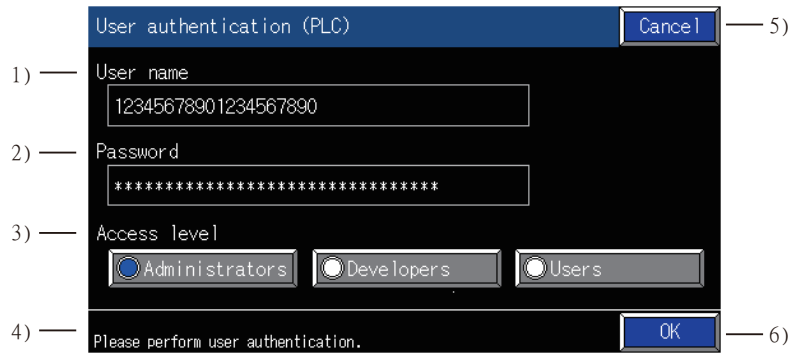 User authentication (PLC)
Cancel
5)
1)
User name
12345678901234567890
2)
Password
********************************
3)
Access level
Administrators
Developers
Users
4)
Please perform user authentication.
OK
6)